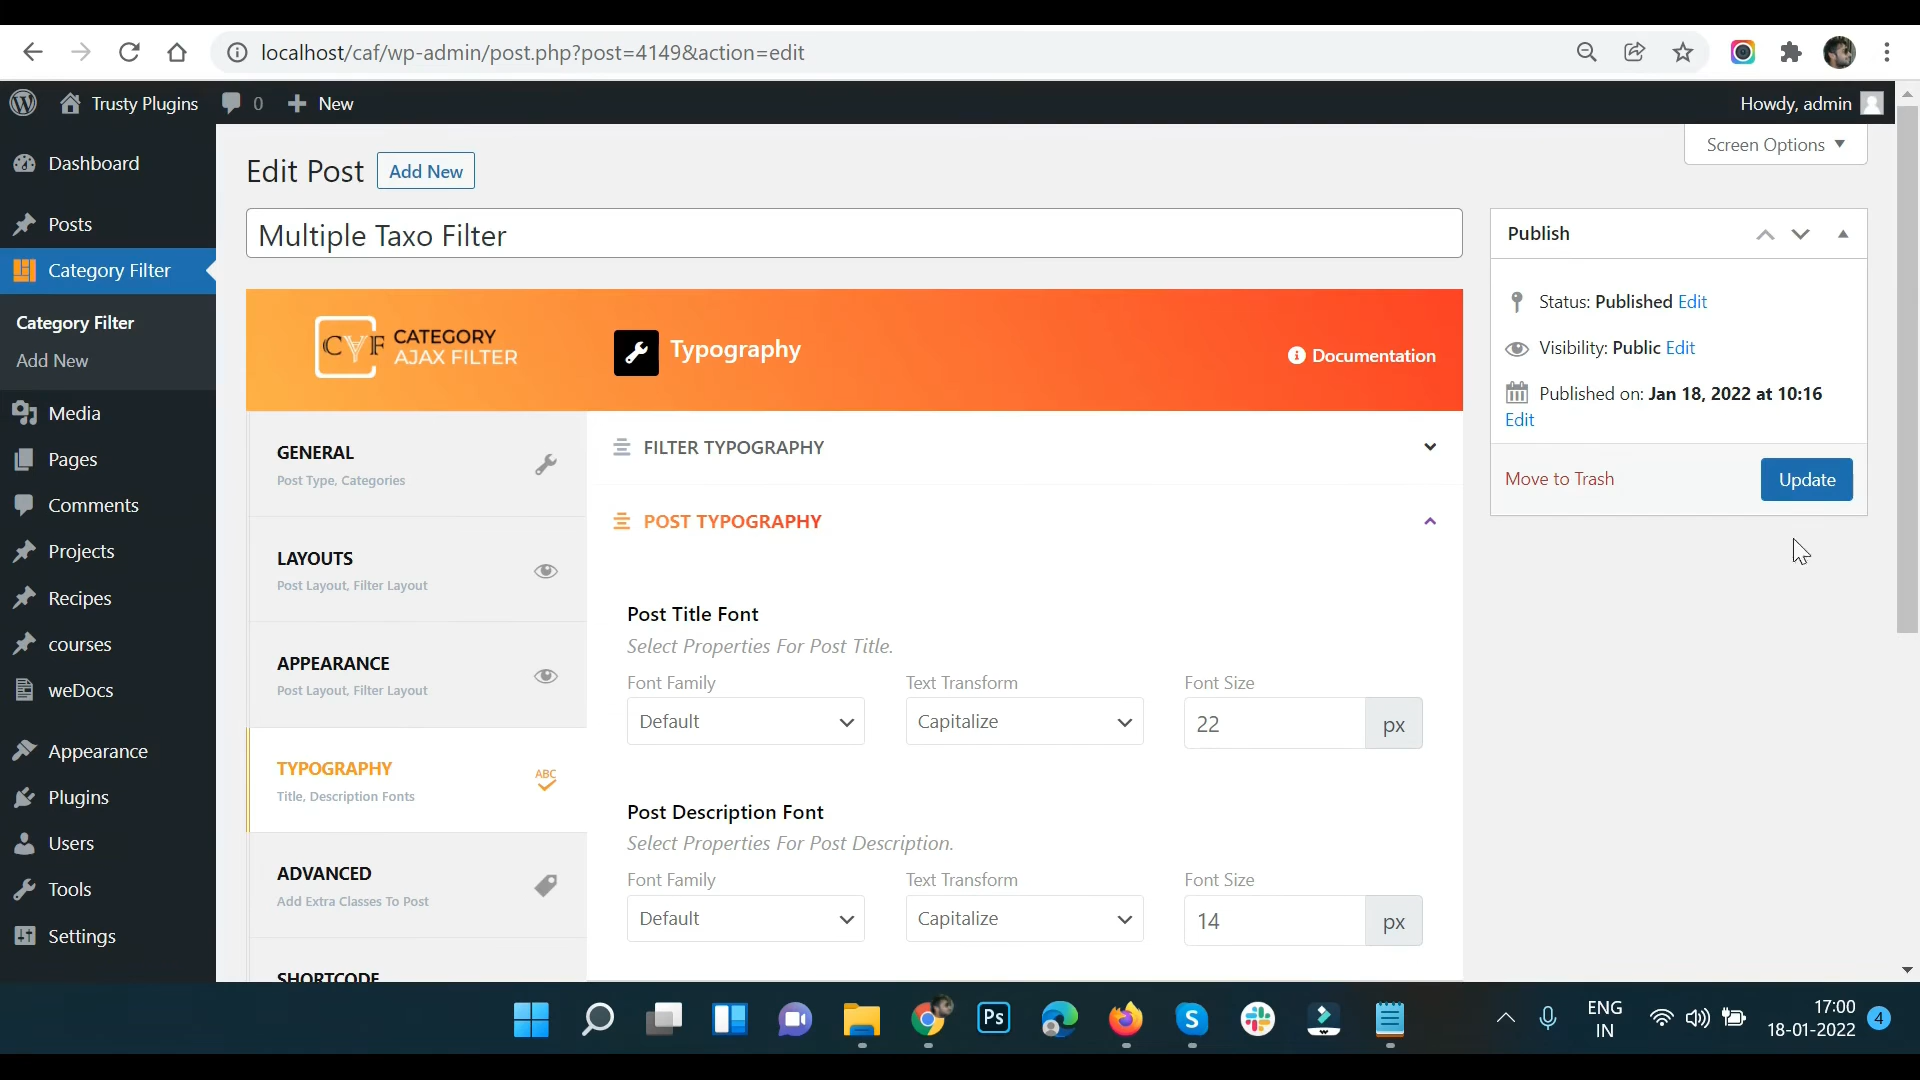 localhost/caf/wp-admin/post.php?post=4149&action=edit
Trusty Plugins
0
New
Howdy, admin
Screen Options
Dashboard
Posts
Category Filter
Category Filter
Add New
Media
Pages
Comments
Projects
Recipes
courses
weDocs
Appearance
Plugins
Users
Tools
Settings
Edit Post
Add New
Multiple Taxo Filter
CYF
CATEGORY
AJAX FILTER
Typography
Documentation
GENERAL
Post Type, Categories
LAYOUTS
Post Layout, Filter Layout
APPEARANCE
Post Layout, Filter Layout
TYPOGRAPHY
Title, Description Fonts
ABC
ADVANCED
Add Extra Classes To Post
SHORTCODE
FILTER TYPOGRAPHY
POST TYPOGRAPHY
Post Title Font
Select Properties For Post Title.
Font Family Text Transform Font Size
Default Capitalize 22 px
Post Description Font
Select Properties For Post Description.
Font Family Text Transform Font Size
Default Capitalize 14 px
Publish
Status: Published Edit
Visibility: Public Edit
Published on: Jan 18, 2022 at 10:16
Edit
Move to Trash
Update
Ps
S
ENG
IN
17:00
18-01-2022
4